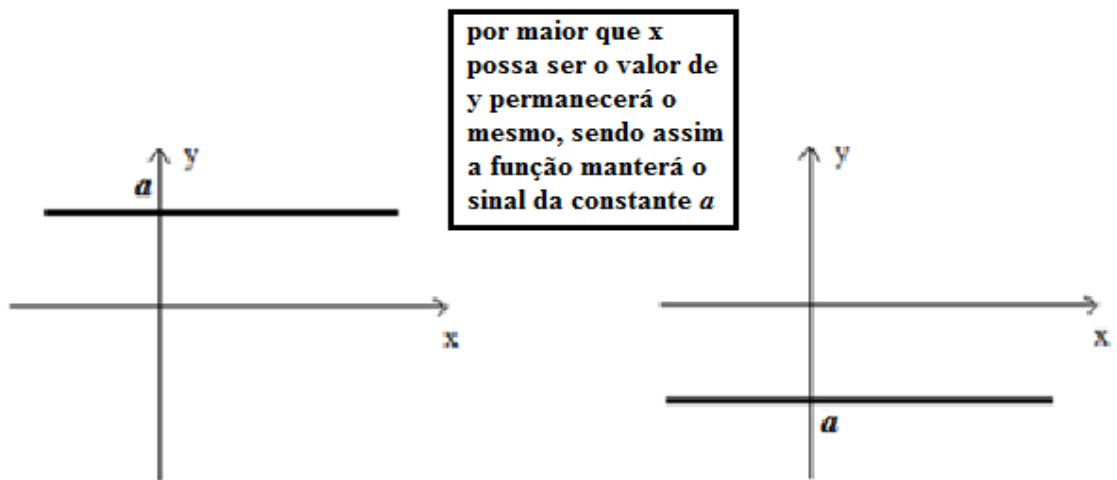 por maior que x
possa ser o valor de
y permanecerá o
mesmo, sendo assim
a função manterá o
sinal da constante a
y
a
x
y
x
a